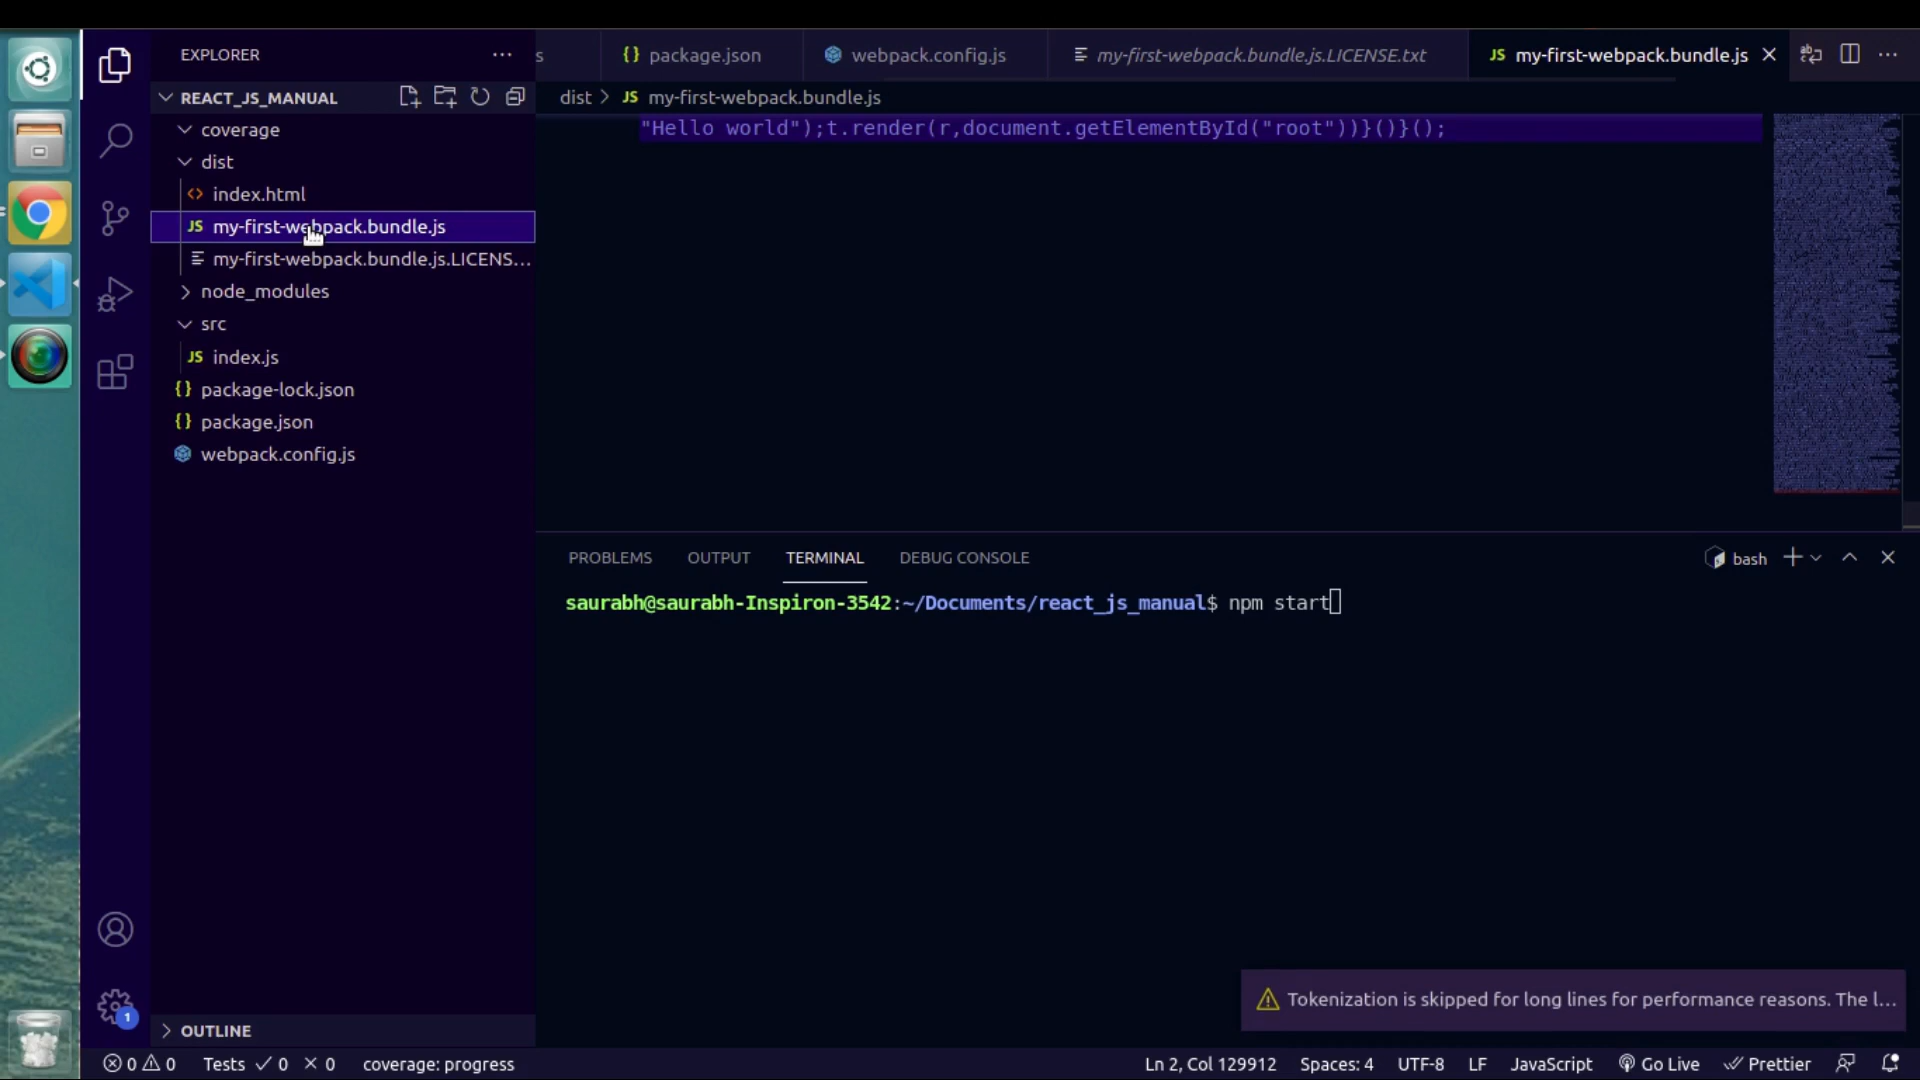 EXPLORER
REACT_JS_MANUAL
coverage
dist
index.html
JS my-first-webpack.bundle.js
my-first-webpack.bundle.js.LICENS...
node_modules
src
JS index.js
{} package-lock.json
{} package.json
webpack.config.js
OUTLINE
1
s
{} package.json
webpack.config.js
my-first-webpack.bundle.js.LICENSE.txt
JS my-first-webpack.bundle.js
dist > JS my-first-webpack.bundle.js
"Hello world");t.render(r,document.getElementById("root"))}()}();
PROBLEMS OUTPUT TERMINAL DEBUG CONSOLE
bash
saurabh@saurabh-Inspiron-3542:~/Documents/react_js_manual$ npm start
Tokenization is skipped for long lines for performance reasons. The l...
0 0 Tests ✓ 0 × 0 coverage: progress
Ln 2, Col 129912 Spaces: 4 UTF-8 LF JavaScript Go Live Prettier